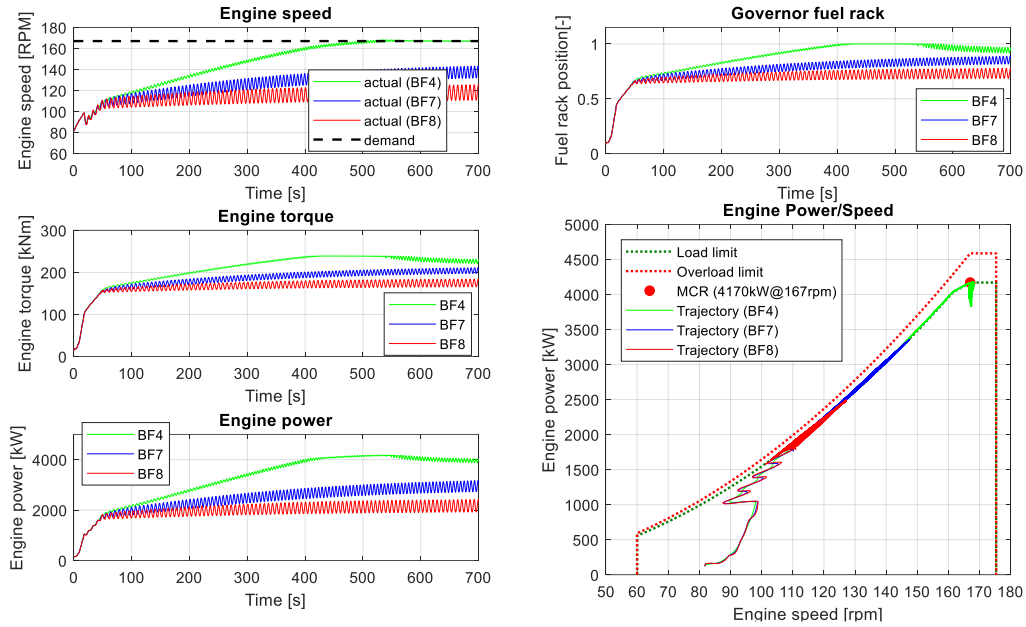 Engine speed
Engine speed [RPM]
180
160
140
120
100
80
60
actual (BF4)
actual (BF7)
actual (BF8)
demand
0 100 200 300 400 500 600 700
Time [s]
Governor fuel rack
Fuel rack position[-]
1
0.5
0
BF4
BF7
BF8
0 100 200 300 400 500 600 700
Time [s]
Engine torque
Engine torque [kNm]
300
200
100
0
BF4
BF7
BF8
0 100 200 300 400 500 600 700
Time [s]
Engine power
Engine power [kW]
4000
2000
0
BF4
BF7
BF8
0 100 200 300 400 500 600 700
Time [s]
Engine Power/Speed
Engine power [kW]
5000
4500
4000
3500
3000
2500
2000
1500
1000
500
0
Load limit
Overload limit
MCR (4170kW@167rpm)
Trajectory (BF4)
Trajectory (BF7)
Trajectory (BF8)
50 60 70 80 90 100 110 120 130 140 150 160 170 180
Engine speed [rpm]